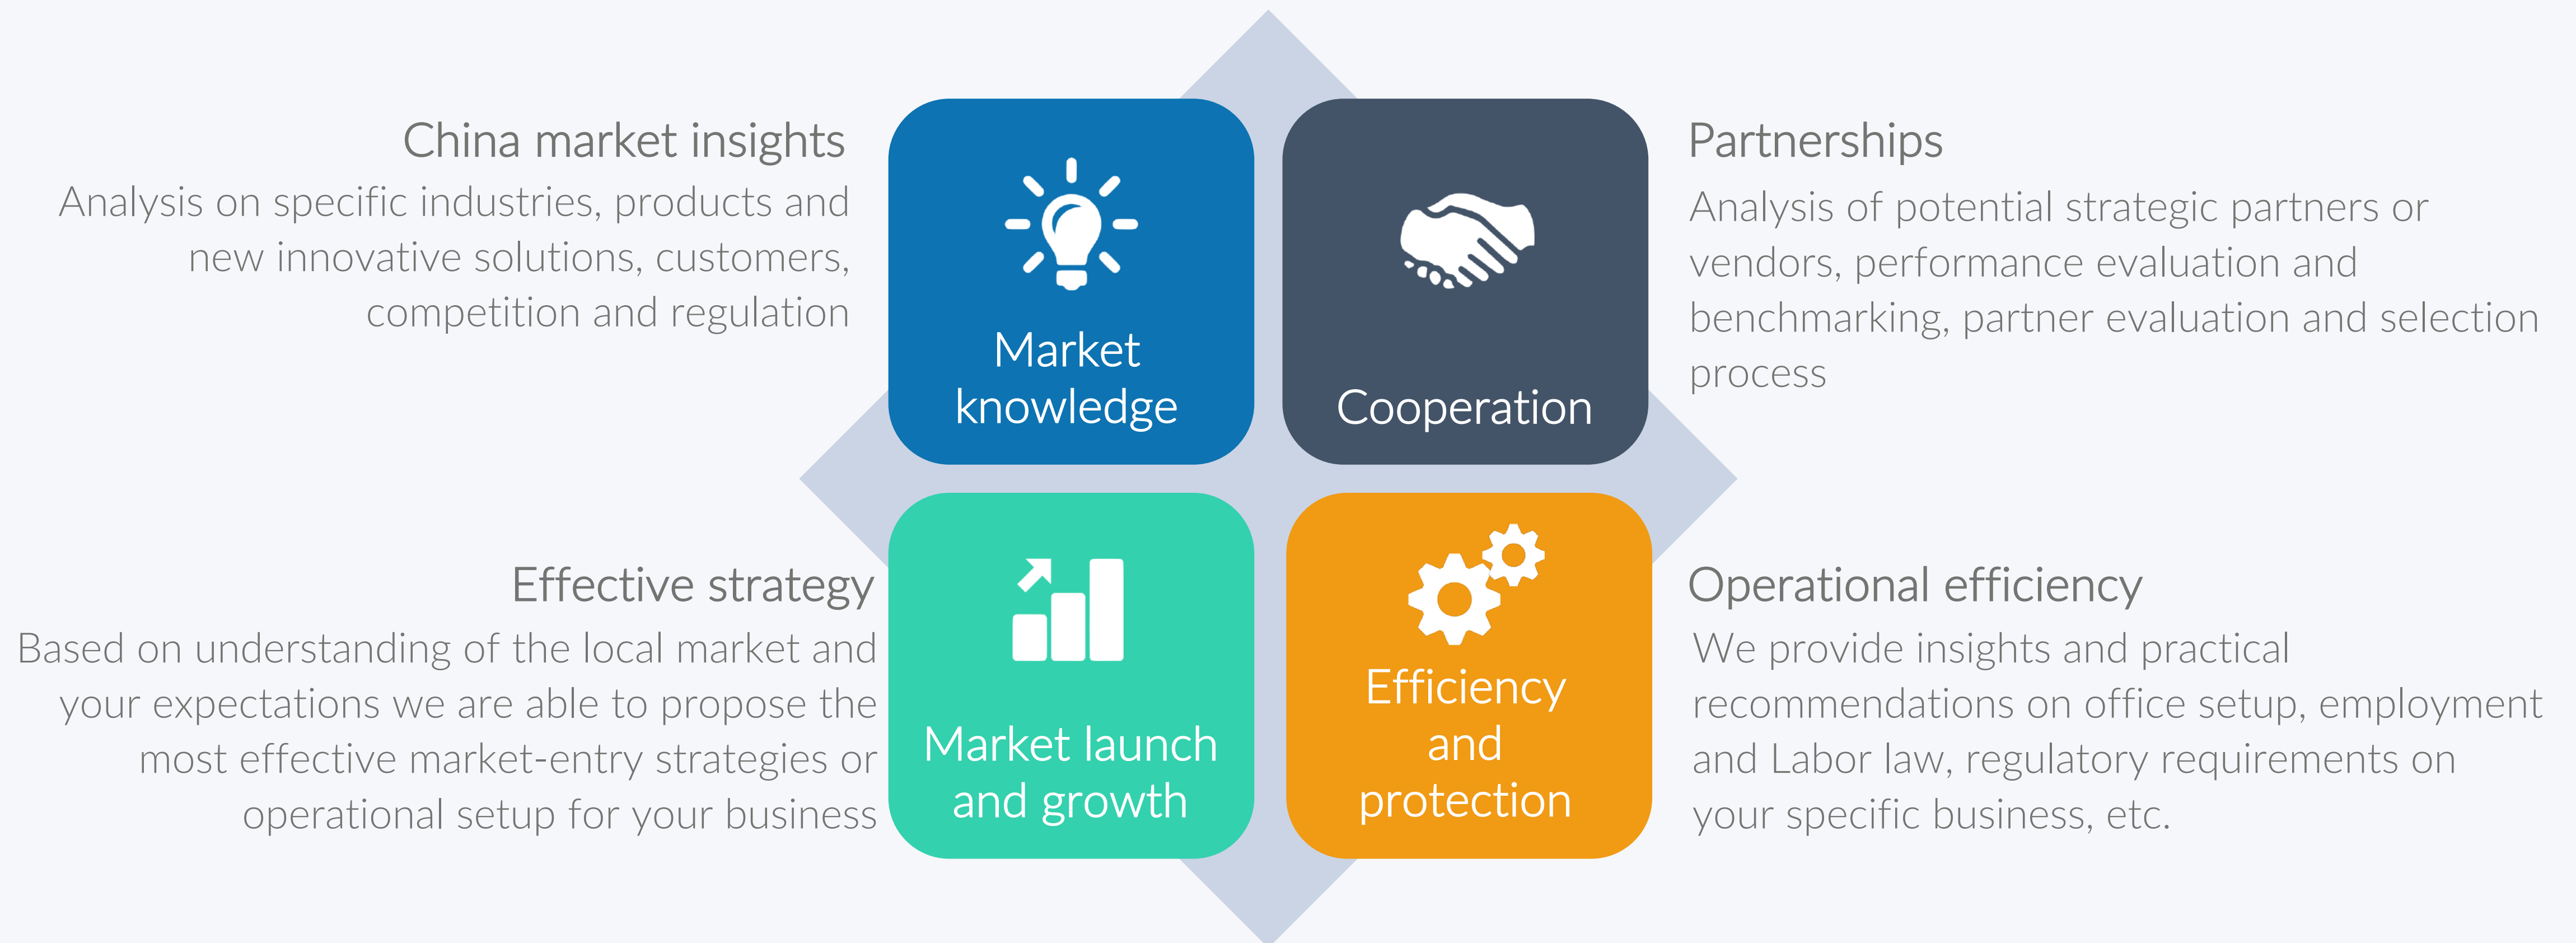 China market insights
Analysis on specific industries, products and
new innovative solutions, customers,
competition and regulation
Market
knowledge
Cooperation
Partnerships
Analysis of potential strategic partners or
vendors, performance evaluation and
benchmarking, partner evaluation and selection
process
Effective strategy
Based on understanding of the local market and
your expectations we are able to propose the
most effective market-entry strategies or
operational setup for your business
Market launch
and growth
Efficiency
and
protection
Operational efficiency
We provide insights and practical
recommendations on office setup, employment
and Labor law, regulatory requirements on
your specific business, etc.